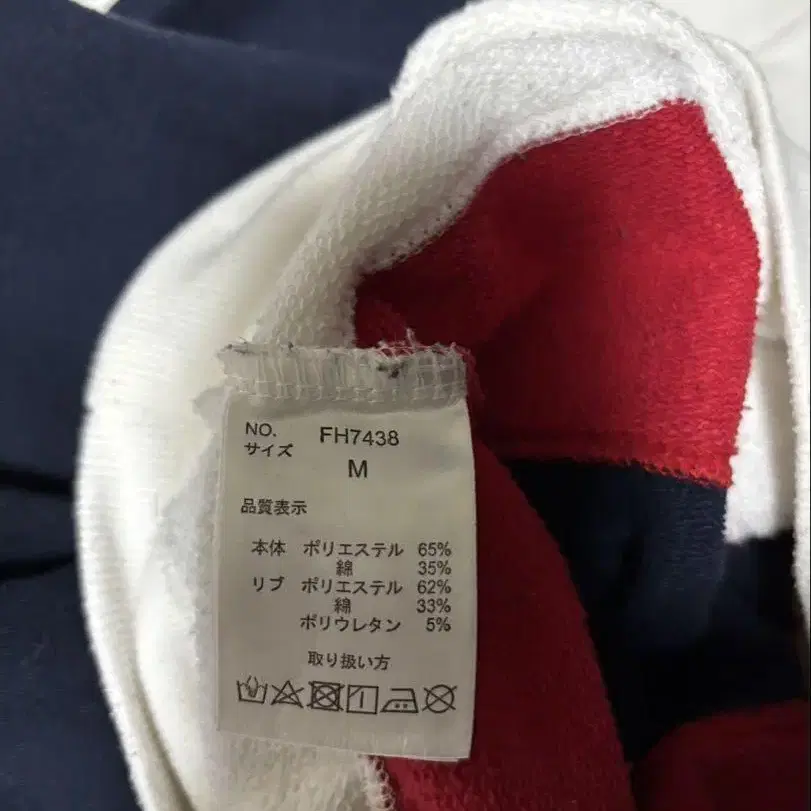 NO. FH7438
サイズ M
品質表示
本体 ポリエステル 65%
綿 35%
リブ ポリエステル 62%
綿 33%
ポリウレタン 5%
取り扱い方